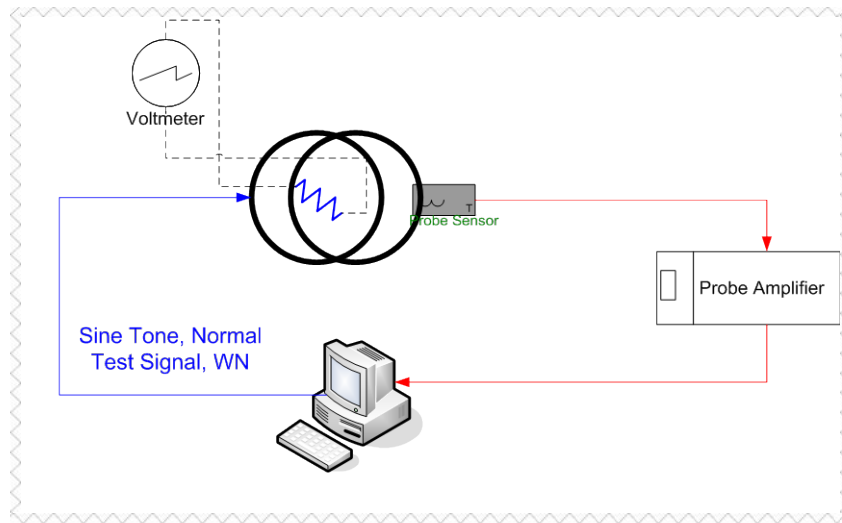 Voltmeter
T
Probe Sensor
Probe Amplifier
Sine Tone, Normal
Test Signal, WN